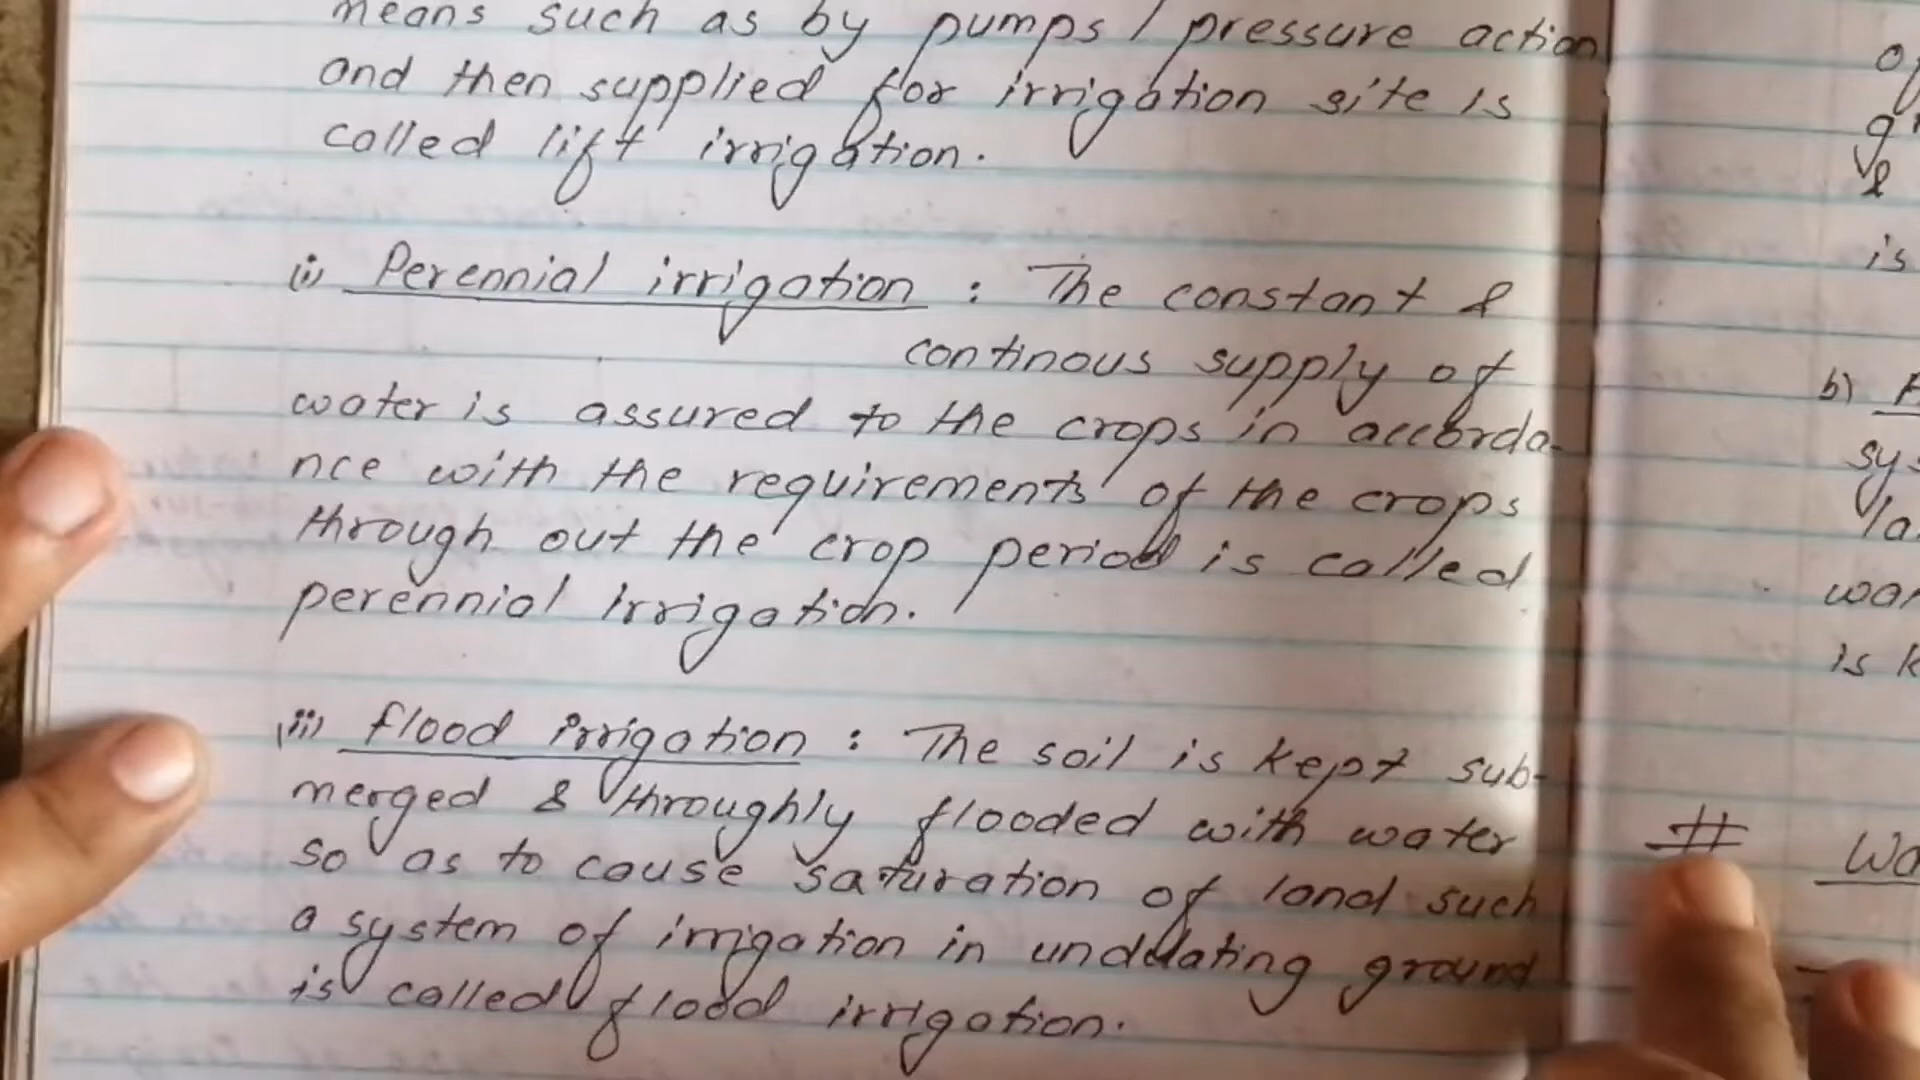 means such as by pumps / pressure action
and then supplied for irrigation site is
called lift irrigation.
(i) Perennial irrigation : The constant &
continous supply of
water is assured to the crops in accorda-
nce with the requirements of the crops
through out the crop period is called
perennial irrigation.
(ii) flood irrigation : The soil is kept sub-
merged & throughly flooded with water
so as to cause saturation of land such
a system of irrigation in undulating ground
is called flood irrigation.
is
b)
is
#